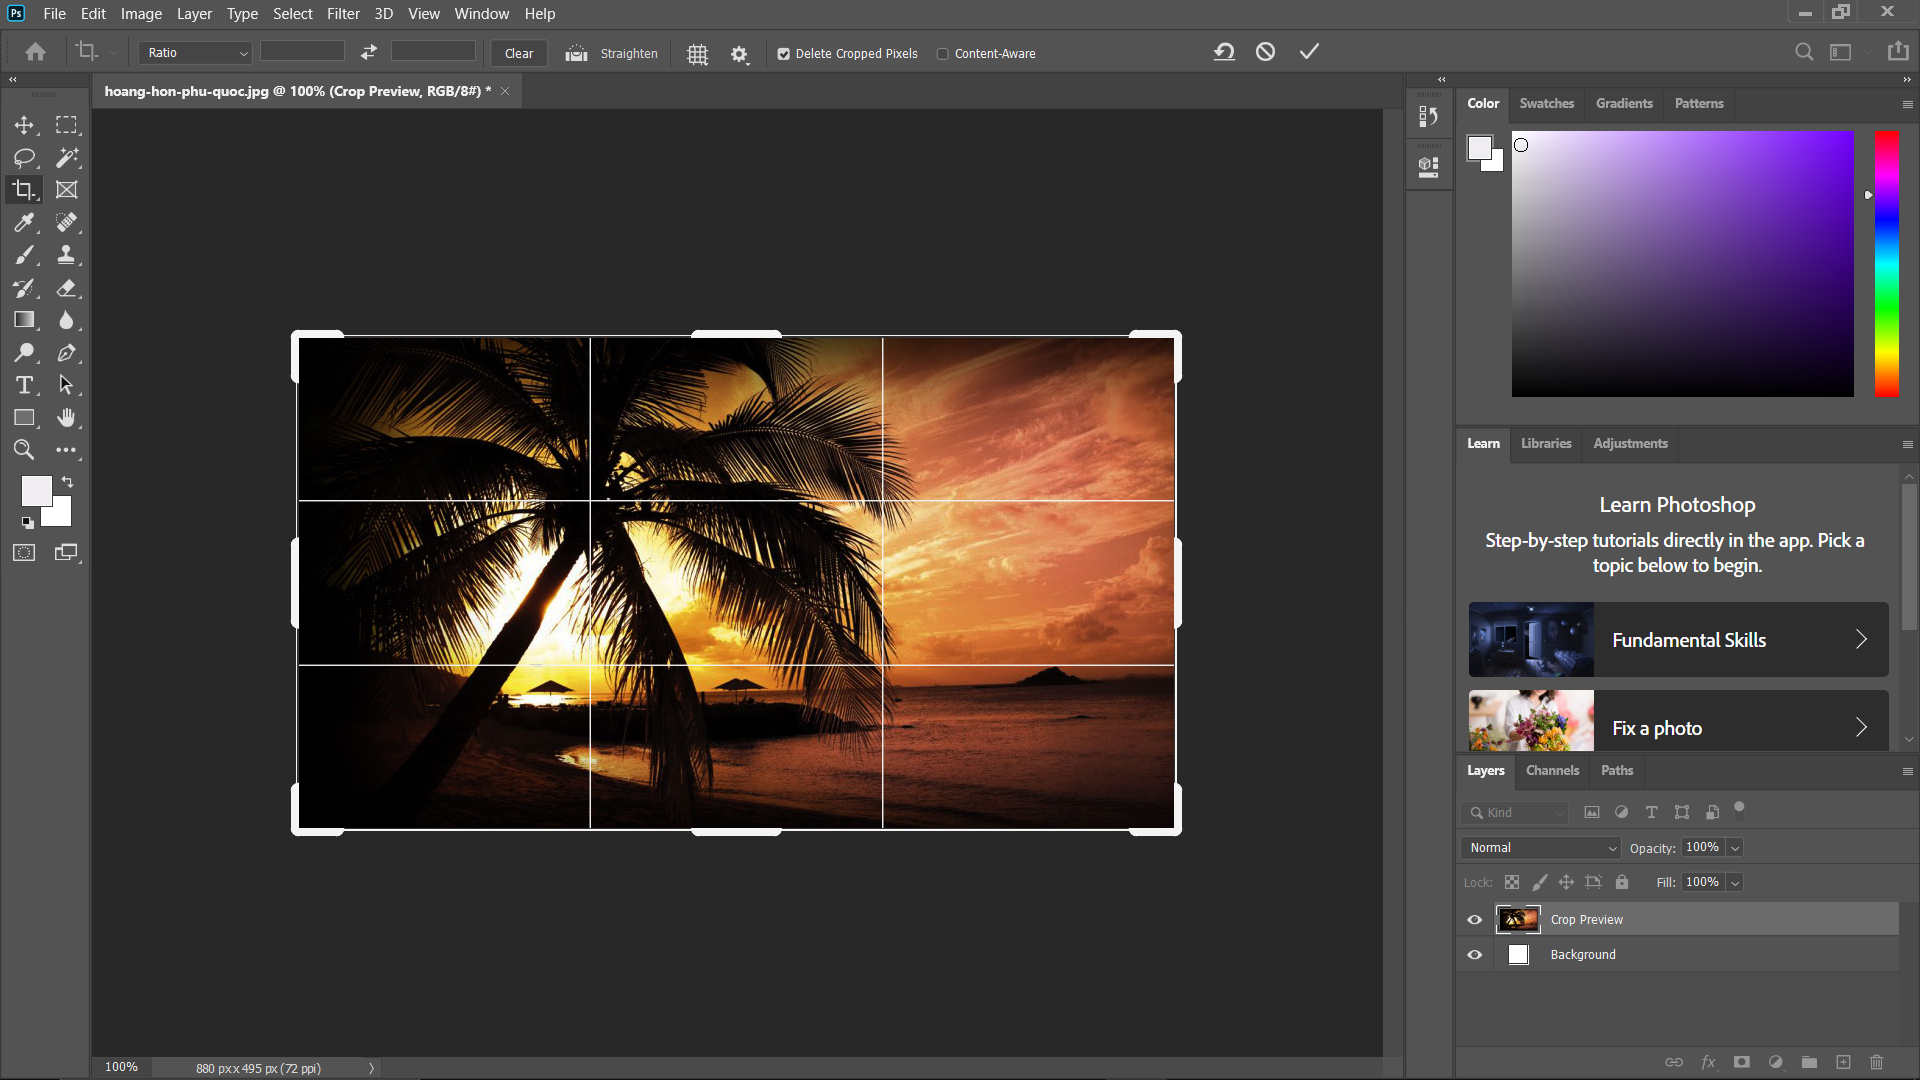 Ps File Edit Image Layer Type Select Filter 3D View Window Help
Ratio Clear Straighten Delete Cropped Pixels Content-Aware
hoang-hon-phu-quoc.jpg @ 100% (Crop Preview, RGB/8#) *
Color Swatches Gradients Patterns
Learn Libraries Adjustments
Learn Photoshop
Step-by-step tutorials directly in the app. Pick a
topic below to begin.
Fundamental Skills
Fix a photo
Layers Channels Paths
Kind
Normal Opacity: 100%
Lock: Fill: 100%
Crop Preview
Background
fx
100% 880 px x 495 px (72 ppi)